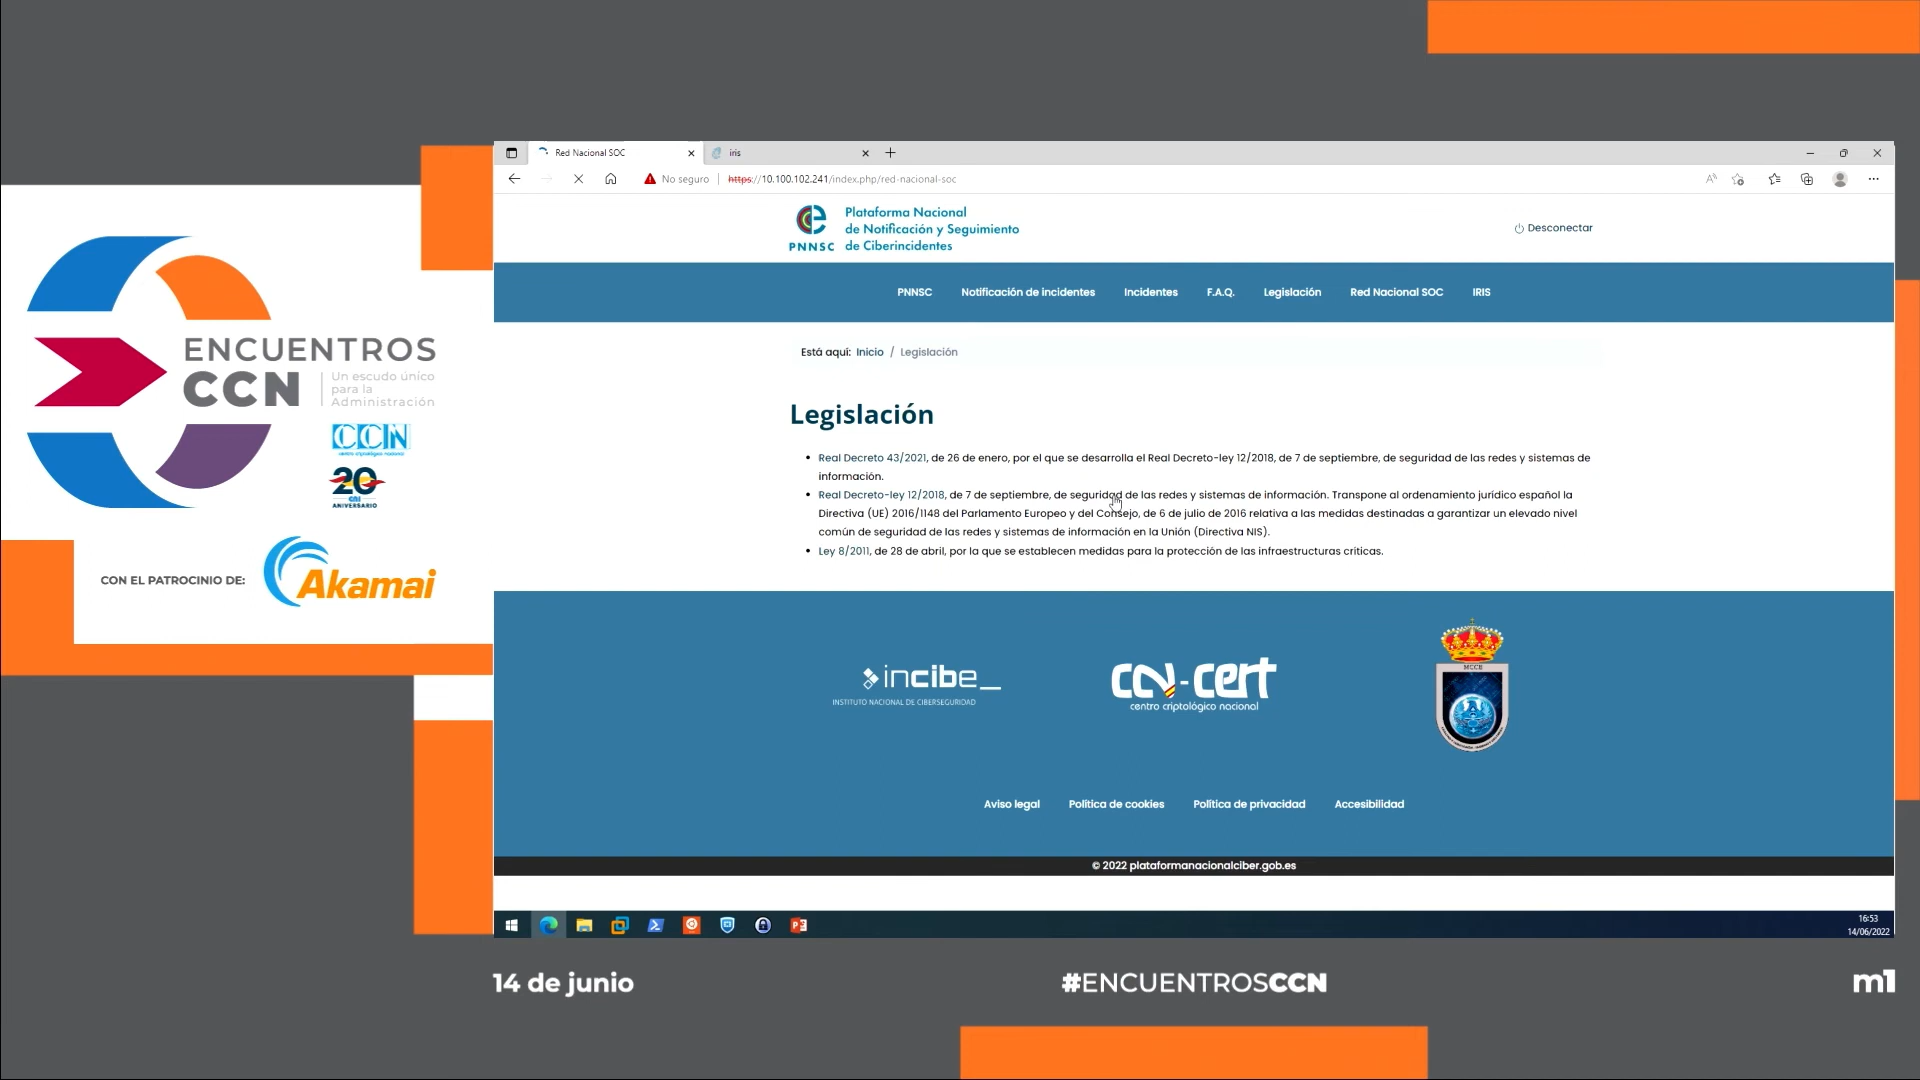 Red Nacional SOC
iris
No seguro
https://10.100.102.241/index.php/red-nacional-soc
PNNSC
Plataforma Nacional
de Notificación y Seguimiento
de Ciberincidentes
Desconectar
PNNSC
Notificación de incidentes
Incidentes
F.A.Q.
Legislación
Red Nacional SOC
IRIS
Está aquí: Inicio / Legislación
Legislación
Real Decreto 43/2021, de 26 de enero, por el que se desarrolla el Real Decreto-ley 12/2018, de 7 de septiembre, de seguridad de las redes y sistemas de
información.
Real Decreto-ley 12/2018, de 7 de septiembre, de seguridad de las redes y sistemas de información. Transpone al ordenamiento jurídico español la
Directiva (UE) 2016/1148 del Parlamento Europeo y del Consejo, de 6 de julio de 2016 relativa a las medidas destinadas a garantizar un elevado nivel
común de seguridad de las redes y sistemas de información en la Unión (Directiva NIS).
Ley 8/2011, de 28 de abril, por la que se establecen medidas para la protección de las infraestructuras criticas.
incibe_
INSTITUTO NACIONAL DE CIBERSEGURIDAD
ccn-cert
centro criptológico nacional
MCCE
Aviso legal
Política de cookies
Política de privacidad
Accesibilidad
© 2022 plataformanacionalciber.gob.es
16:53
14/06/2022
ENCUENTROS
CCN
Un escudo único
para la
Administración
CCN
centro criptológico nacional
20
CNI
ANIVERSARIO
CON EL PATROCINIO DE:
Akamai
14 de junio
#ENCUENTROSCCN
m1